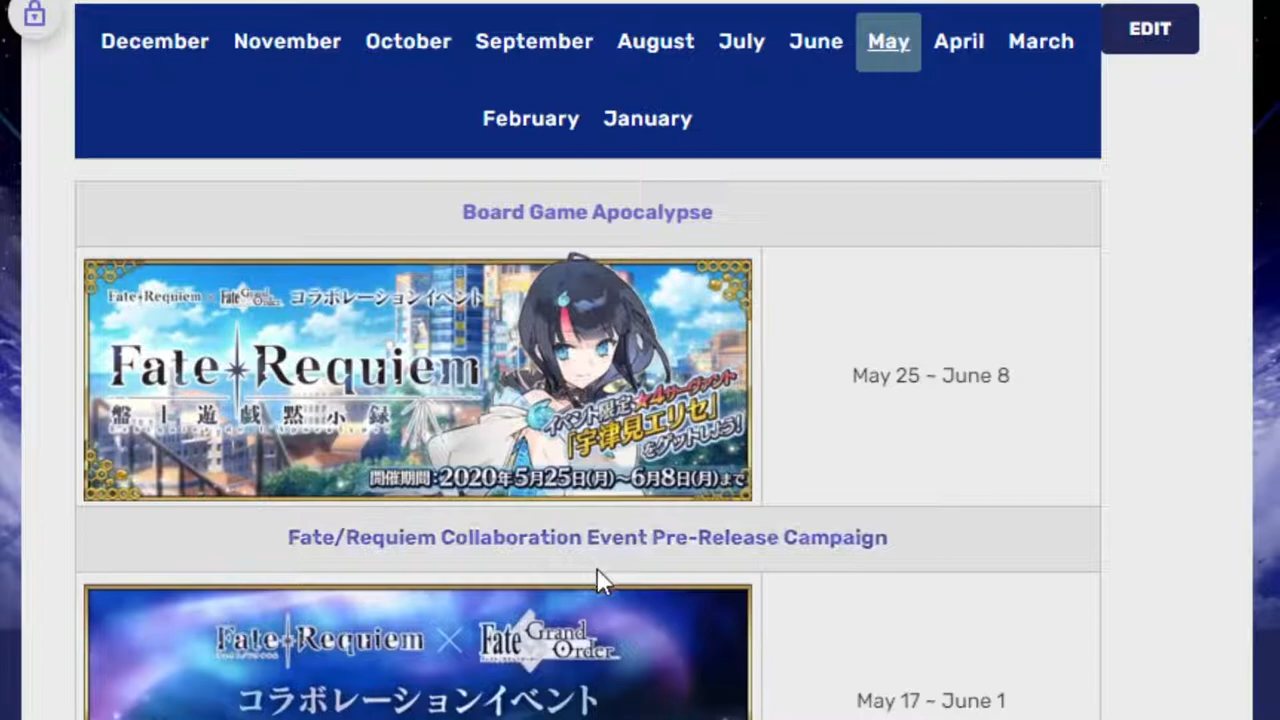 December November October September August July June May April March
EDIT
February January
Board Game Apocalypse
Fate/Requiem Fate/Grand Order コラボレーションイベント
Fate Requiem
盤上遊戯黙示録
イベント限定★4サーヴァント
「宇津見エリセ」
をゲットしよう!
開催期間:2020年5月25日(月)~6月8日(月)まで
May 25 ~ June 8
Fate/Requiem Collaboration Event Pre-Release Campaign
Fate Requiem × Fate Grand Order
コラボレーションイベント
May 17 ~ June 1